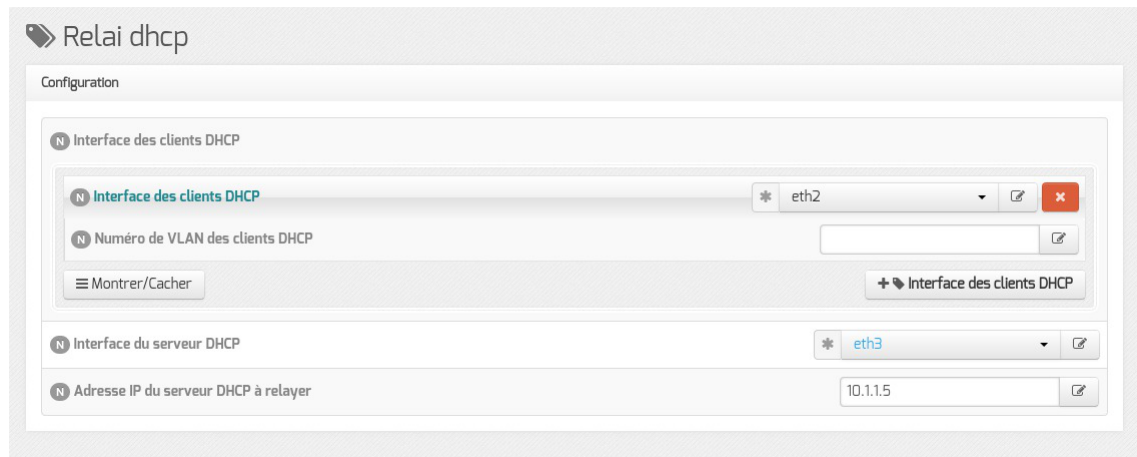 Relai dhcp
Configuration
N Interface des clients DHCP
N Interface des clients DHCP * eth2
N Numéro de VLAN des clients DHCP
Montrer/Cacher + Interface des clients DHCP
N Interface du serveur DHCP * eth3
N Adresse IP du serveur DHCP à relayer 10.1.1.5